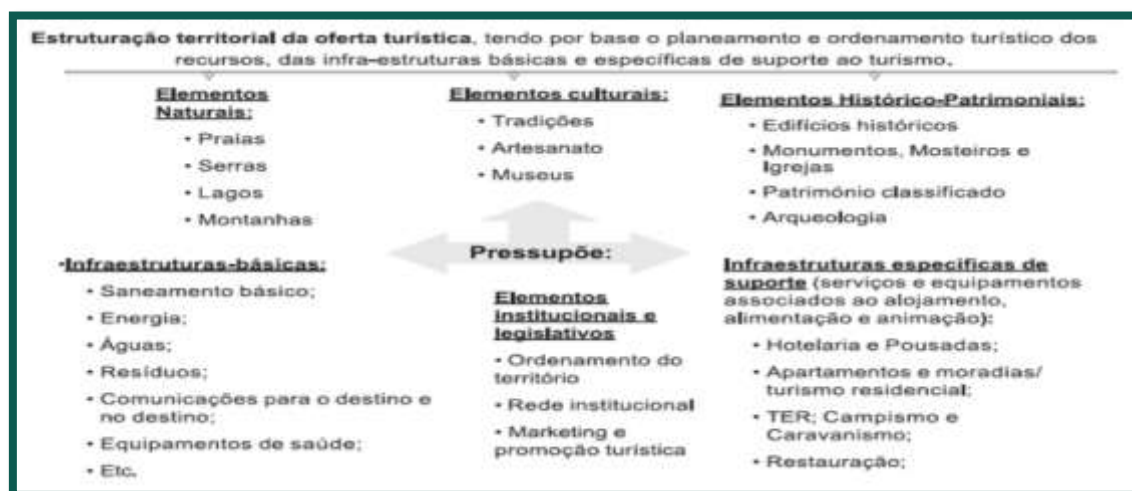 Estruturação territorial da oferta turística, tendo por base o planeamento e ordenamento turístico dos
recursos, das infra-estruturas básicas e específicas de suporte ao turismo.
Elementos
Naturais:
• Praias
• Serras
• Lagos
• Montanhas
Elementos culturais:
• Tradições
• Artesanato
• Museus
Elementos Histórico-Patrimoniais:
• Edifícios históricos
• Monumentos, Mosteiros e
Igrejas
• Património classificado
• Arqueologia
Pressupõe:
•Infraestruturas-básicas:
• Saneamento básico;
• Energia;
• Águas;
• Resíduos;
• Comunicações para o destino e
no destino;
• Equipamentos de saúde;
• Etc.
Elementos
institucionais e
legislativos
• Ordenamento do
território
• Rede institucional
• Marketing e
promoção turística
Infraestruturas específicas de
suporte (serviços e equipamentos
associados ao alojamento,
alimentação e animação):
• Hotelaria e Pousadas;
• Apartamentos e moradias/
turismo residencial;
• TER; Campismo e
Caravanismo;
• Restauração;